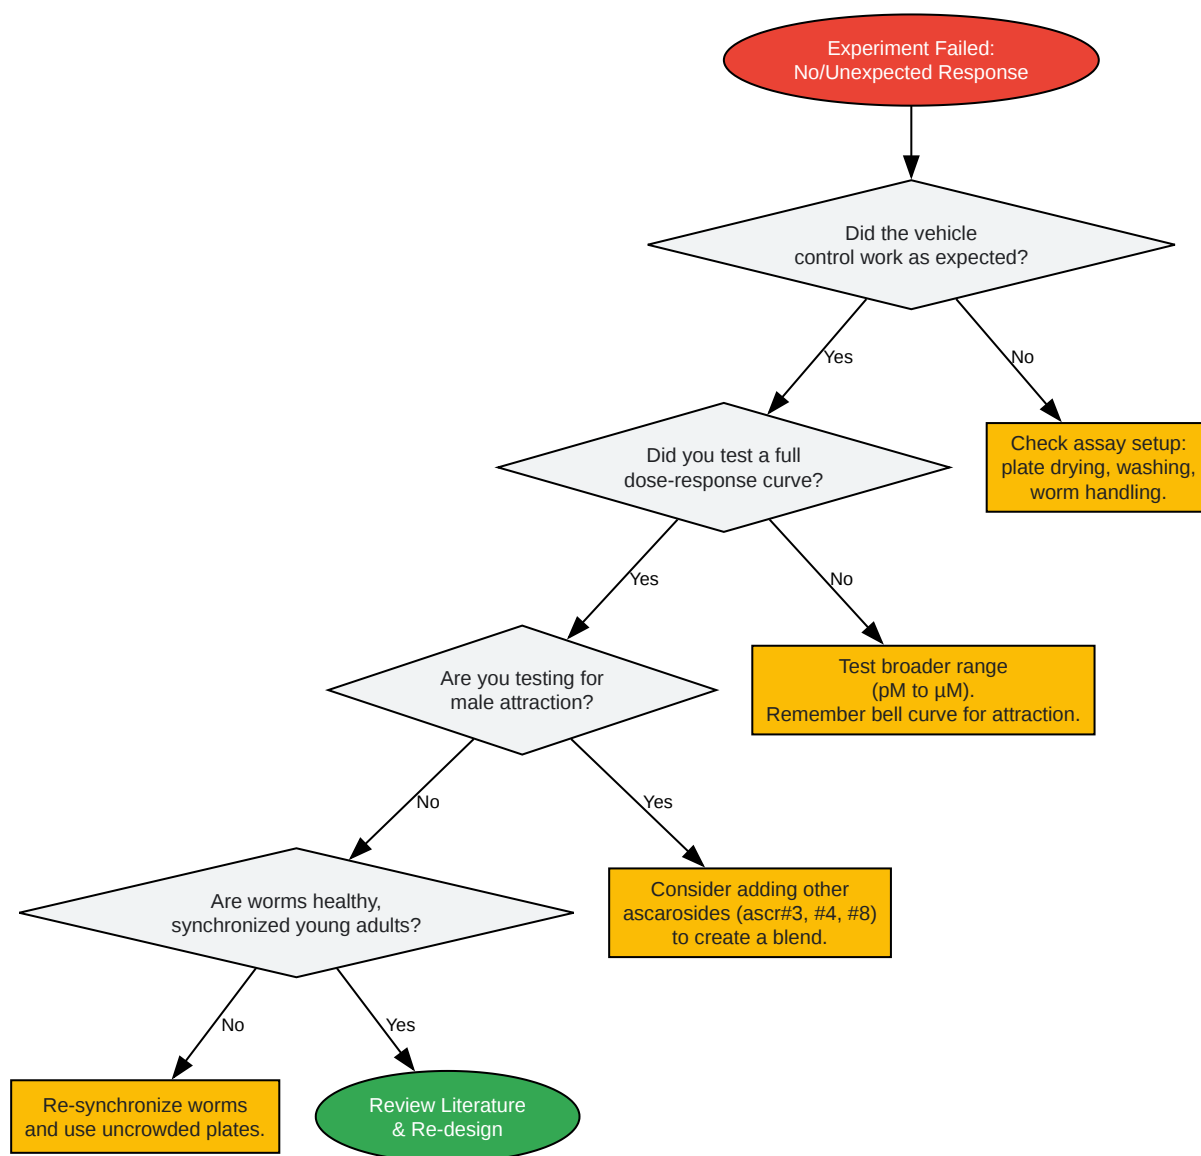 Experiment Failed:
No/Unexpected Response
Did the vehicle
control work as expected?
Yes
No
Did you test a full
dose-response curve?
Check assay setup:
plate drying, washing,
worm handling.
Yes
No
Are you testing for
male attraction?
Test broader range
(pM to µM).
Remember bell curve for attraction.
No
Yes
Are worms healthy,
synchronized young adults?
Consider adding other
ascarosides (ascr#3, #4, #8)
to create a blend.
No
Yes
Re-synchronize worms
and use uncrowded plates.
Review Literature
& Re-design